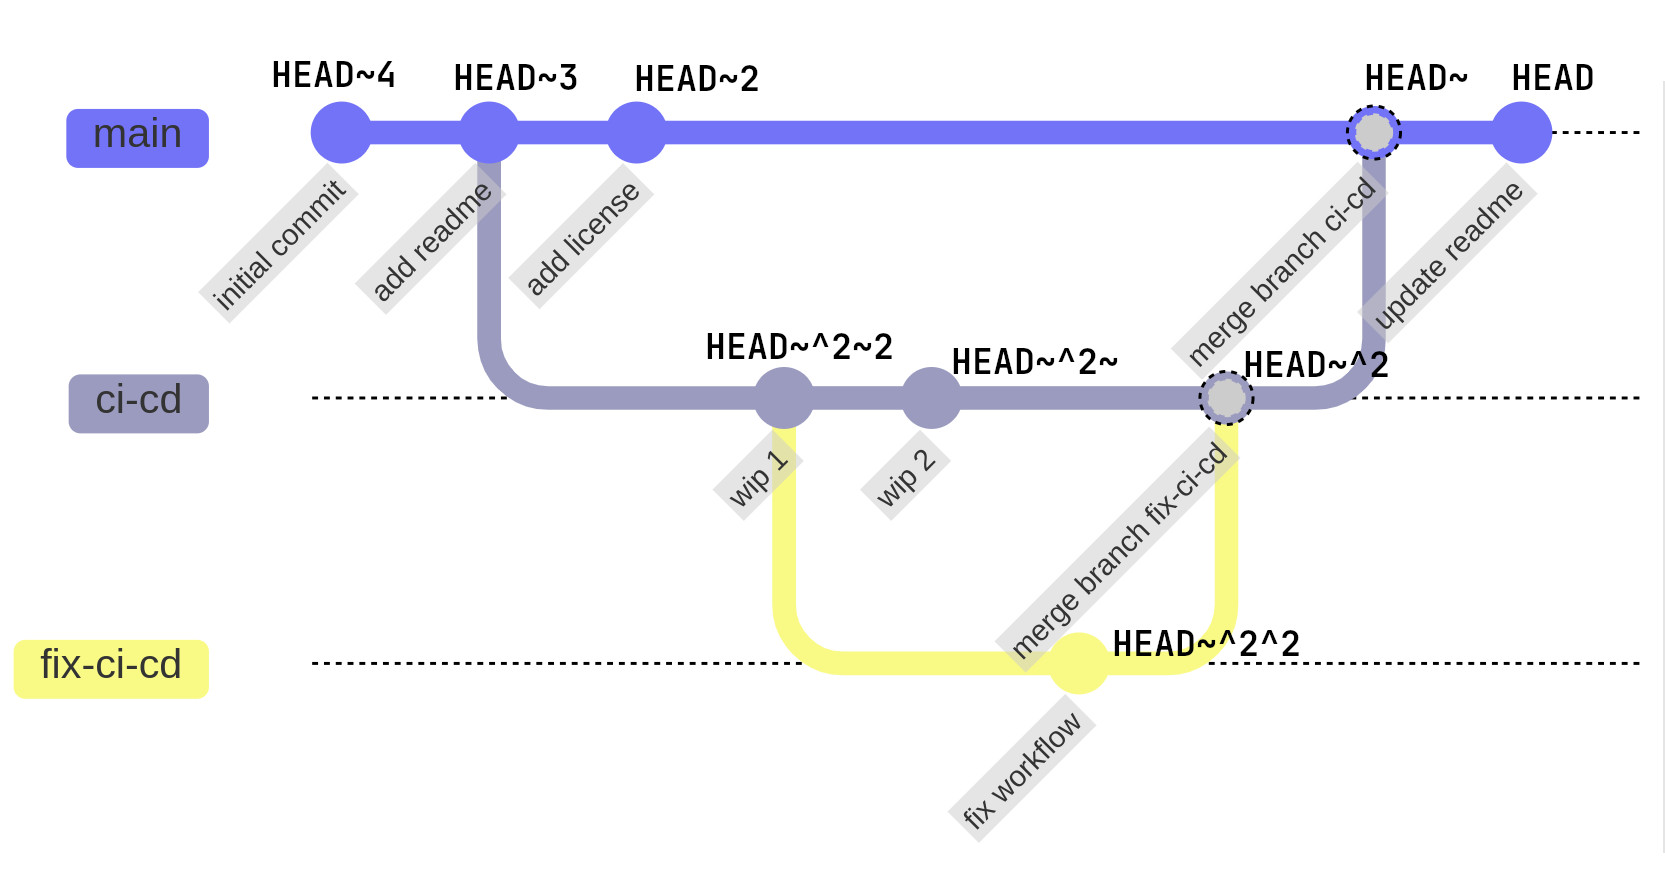 HEAD~4
HEAD~3
HEAD~2
HEAD~
HEAD
main
initial commit
add readme
add license
merge branch ci-cd
update readme
HEAD~^2~2
HEAD~^2~
HEAD~^2
ci-cd
wip 1
wip 2
merge branch fix-ci-cd
HEAD~^2^2
fix-ci-cd
fix workflow